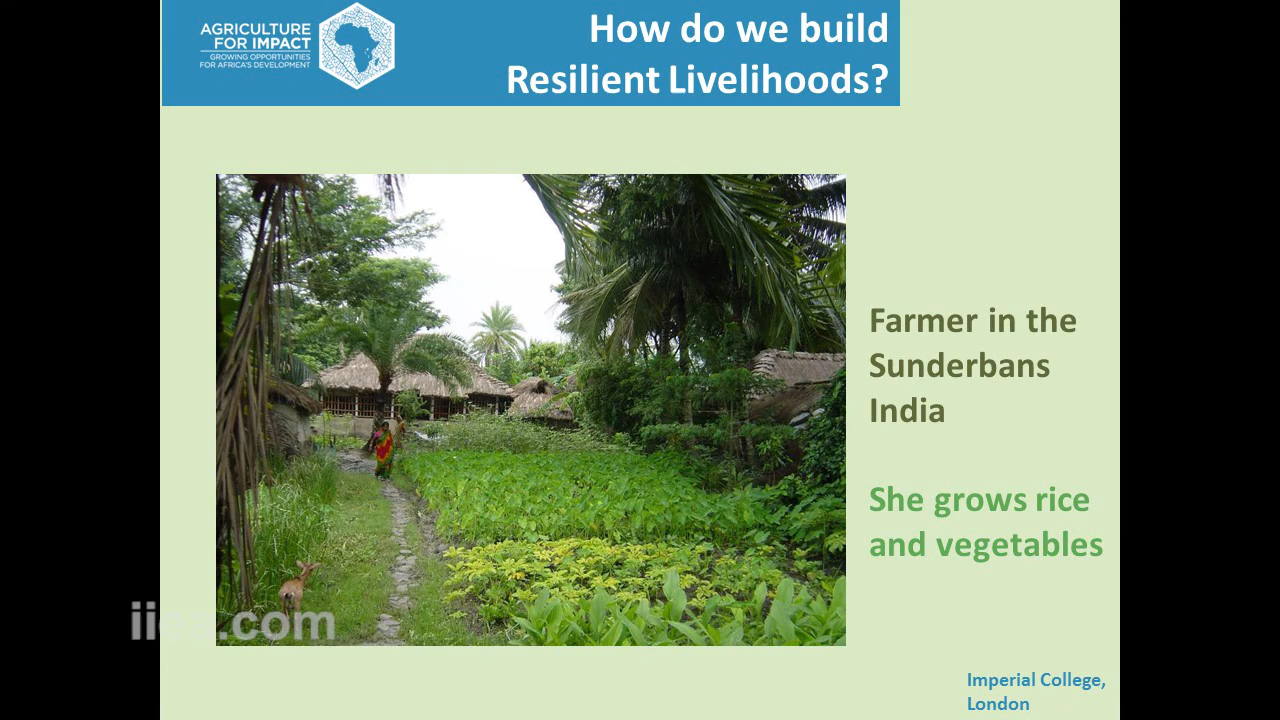 AGRICULTURE
FOR IMPACT
GROWING OPPORTUNITIES
FOR AFRICA'S DEVELOPMENT
How do we build
Resilient Livelihoods?
Farmer in the
Sunderbans
India
She grows rice
and vegetables
Imperial College,
London